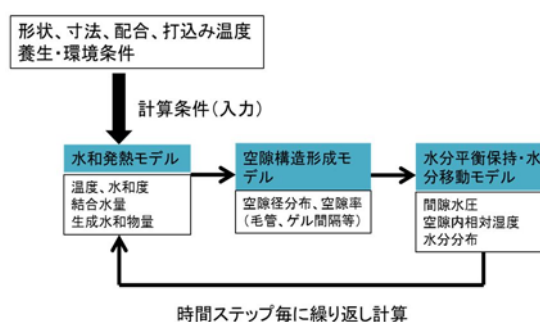 形状、寸法、配合、打込み温度
養生・環境条件
計算条件(入力)
水和発熱モデル
温度、水和度
結合水量
生成水和物量
空隙構造形成モ
デル
空隙径分布、空隙率
(毛管、ゲル間隔等)
水分平衡保持・水
分移動モデル
間隙水圧
空隙内相対湿度
水分分布
時間ステップ毎に繰り返し計算